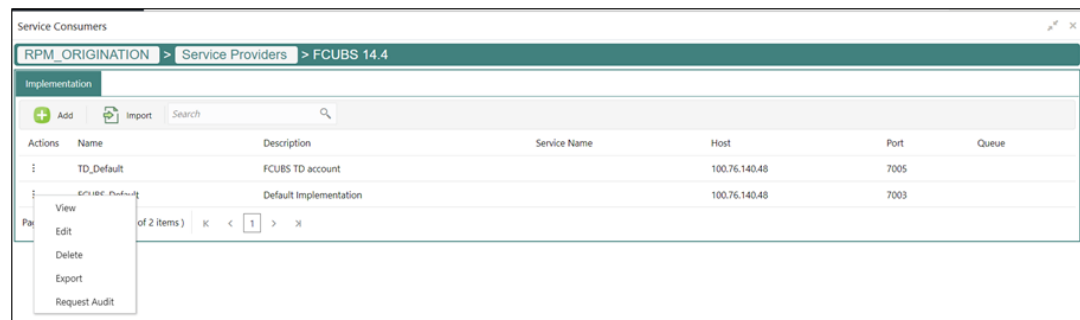 Service Consumers
RPM_ORIGINATION > Service Providers > FCUBS 14.4
Implementation
Add Import Search
Actions Name Description Service Name Host Port Queue
TD_Default FCUBS TD account 100.76.140.48 7005
FCUBS_Default Default Implementation 100.76.140.48 7003
of 2 items ) 1
View
Edit
Delete
Export
Request Audit